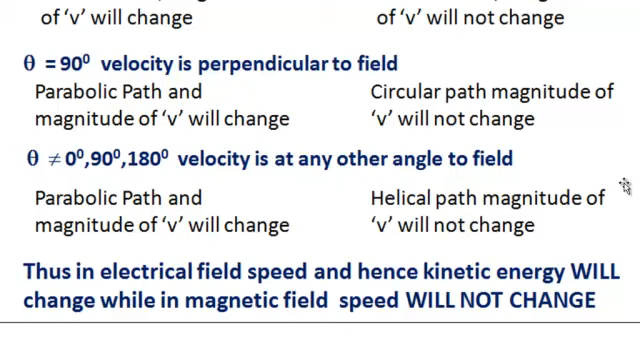 of 'v' will change of 'v' will not change
θ = 90⁰ velocity is perpendicular to field
Parabolic Path and Circular path magnitude of
magnitude of 'v' will change 'v' will not change
θ ≠ 0⁰,90⁰,180⁰ velocity is at any other angle to field
Parabolic Path and Helical path magnitude of
magnitude of 'v' will change 'v' will not change
Thus in electrical field speed and hence kinetic energy WILL
change while in magnetic field speed WILL NOT CHANGE